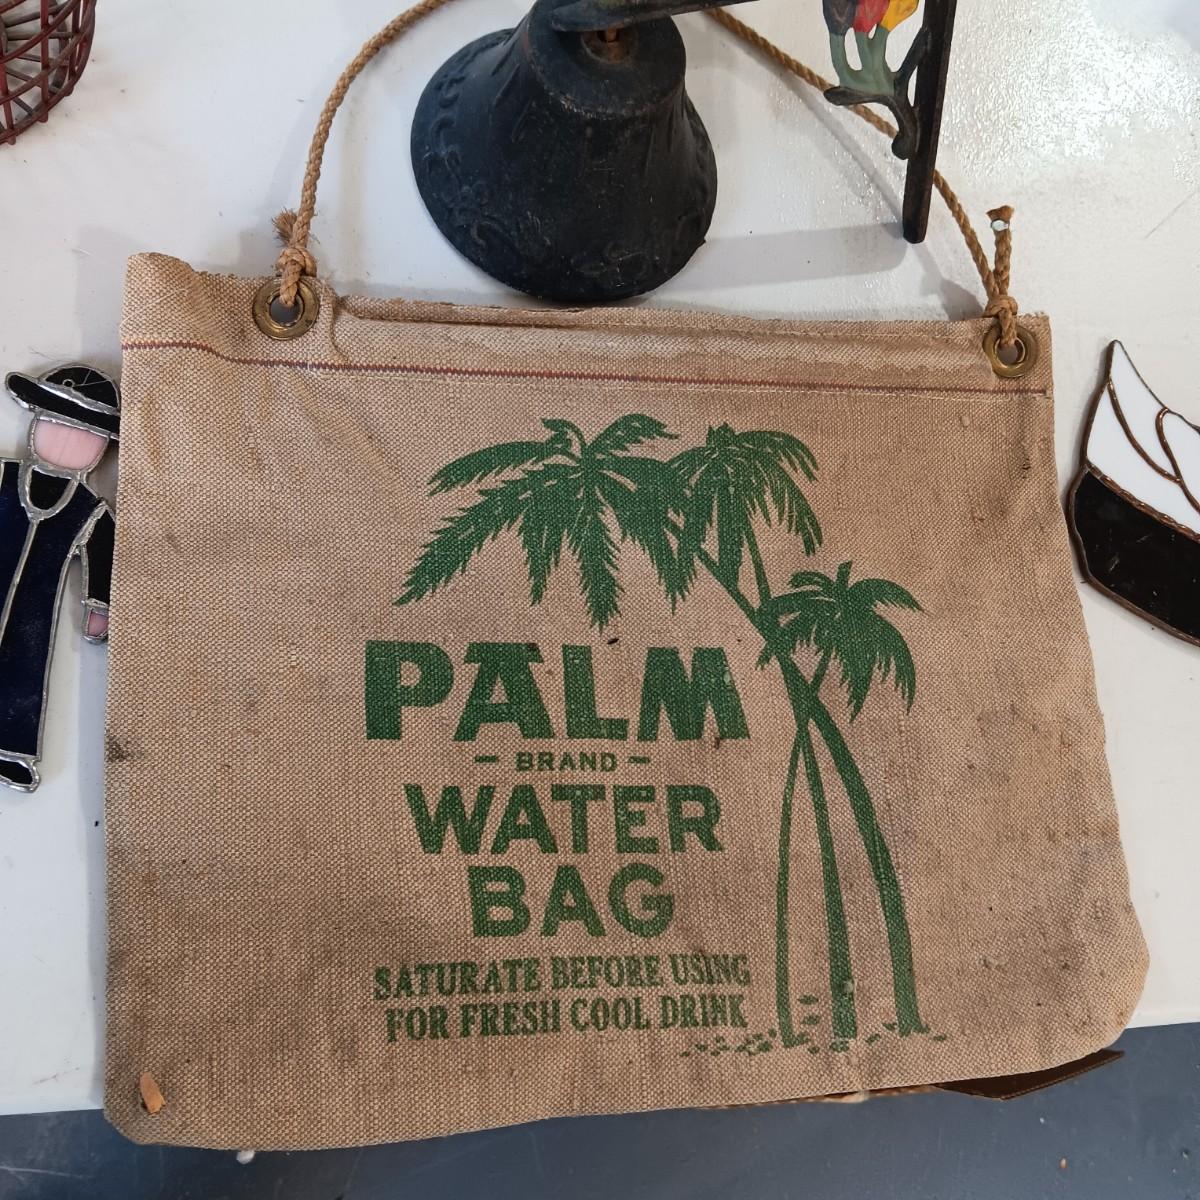 PALM
- BRAND -
WATER
BAG
SATURATE BEFORE USING
FOR FRESH COOL DRINK